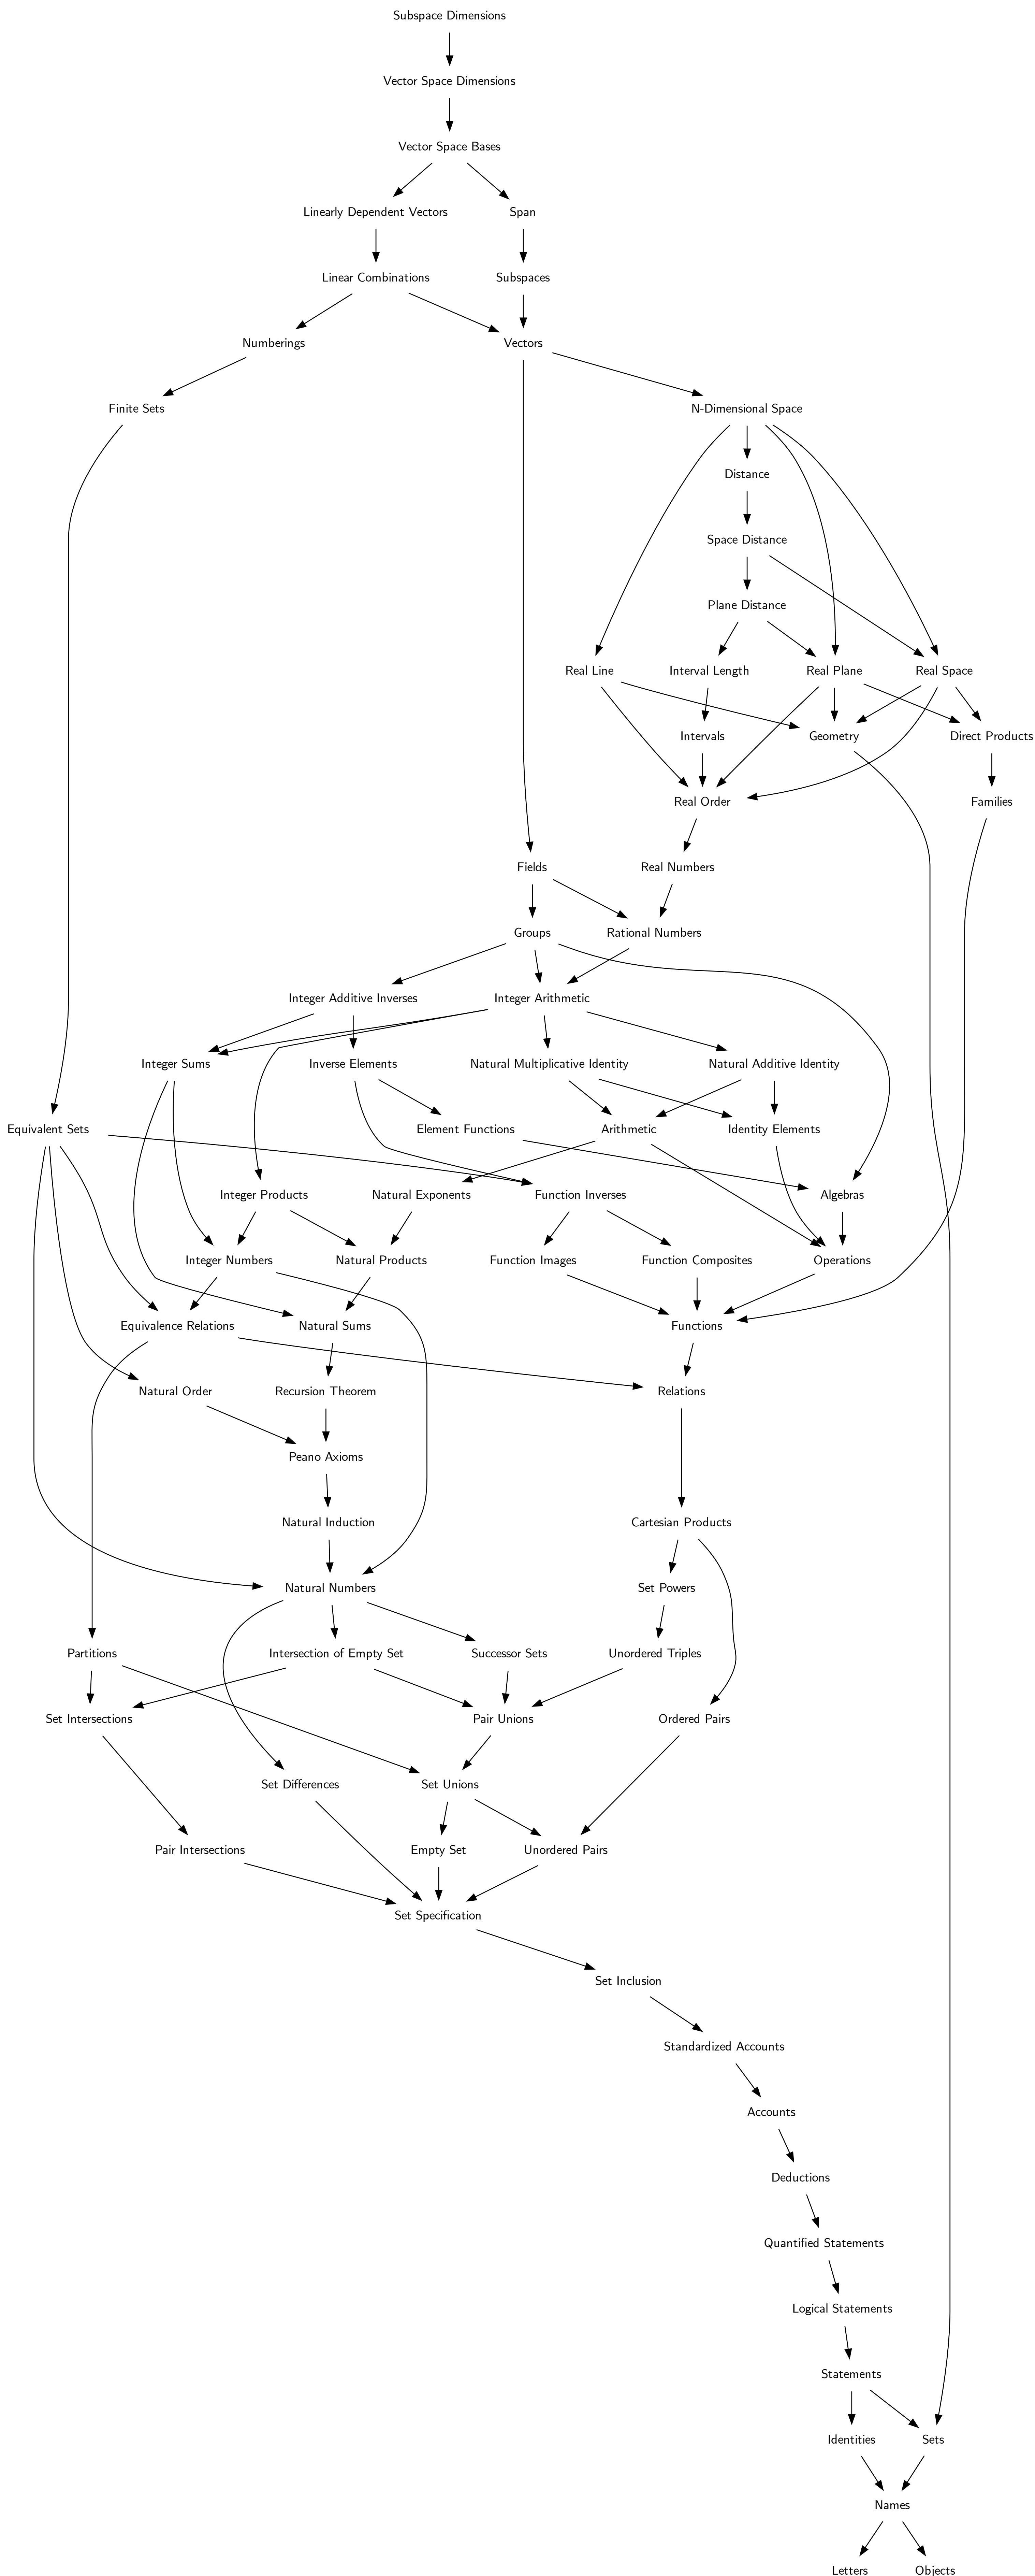 Subspace Dimensions
Vector Space Dimensions
Vector Space Bases
Linearly Dependent Vectors
Span
Linear Combinations
Subspaces
Numberings
Vectors
Finite Sets
N-Dimensional Space
Distance
Space Distance
Plane Distance
Real Line
Interval Length
Real Plane
Real Space
Intervals
Geometry
Direct Products
Real Order
Families
Fields
Real Numbers
Groups
Rational Numbers
Integer Additive Inverses
Integer Arithmetic
Integer Sums
Inverse Elements
Natural Multiplicative Identity
Natural Additive Identity
Equivalent Sets
Element Functions
Arithmetic
Identity Elements
Integer Products
Natural Exponents
Function Inverses
Algebras
Integer Numbers
Natural Products
Function Images
Function Composites
Operations
Equivalence Relations
Natural Sums
Functions
Natural Order
Recursion Theorem
Relations
Peano Axioms
Natural Induction
Cartesian Products
Natural Numbers
Set Powers
Partitions
Intersection of Empty Set
Successor Sets
Unordered Triples
Set Intersections
Pair Unions
Ordered Pairs
Set Differences
Set Unions
Pair Intersections
Empty Set
Unordered Pairs
Set Specification
Set Inclusion
Standardized Accounts
Accounts
Deductions
Quantified Statements
Logical Statements
Statements
Identities
Sets
Names
Letters
Objects